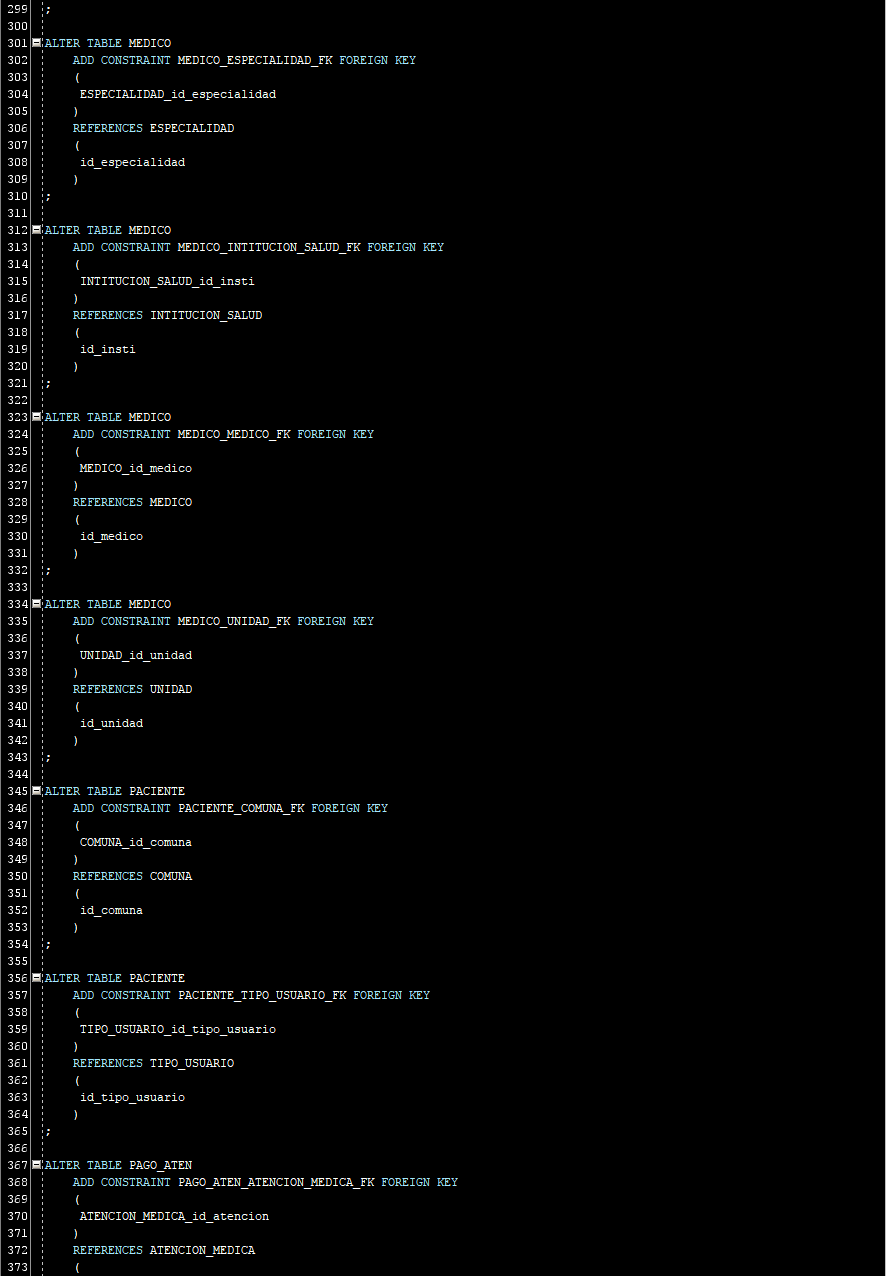 299 ;
300
301 ALTER TABLE MEDICO
302 ADD CONSTRAINT MEDICO_ESPECIALIDAD_FK FOREIGN KEY
303 (
304 ESPECIALIDAD_id_especialidad
305 )
306 REFERENCES ESPECIALIDAD
307 (
308 id_especialidad
309 )
310 ;
311
312 ALTER TABLE MEDICO
313 ADD CONSTRAINT MEDICO_INTITUCION_SALUD_FK FOREIGN KEY
314 (
315 INTITUCION_SALUD_id_insti
316 )
317 REFERENCES INTITUCION_SALUD
318 (
319 id_insti
320 )
321 ;
322
323 ALTER TABLE MEDICO
324 ADD CONSTRAINT MEDICO_MEDICO_FK FOREIGN KEY
325 (
326 MEDICO_id_medico
327 )
328 REFERENCES MEDICO
329 (
330 id_medico
331 )
332 ;
333
334 ALTER TABLE MEDICO
335 ADD CONSTRAINT MEDICO_UNIDAD_FK FOREIGN KEY
336 (
337 UNIDAD_id_unidad
338 )
339 REFERENCES UNIDAD
340 (
341 id_unidad
342 )
343 ;
344
345 ALTER TABLE PACIENTE
346 ADD CONSTRAINT PACIENTE_COMUNA_FK FOREIGN KEY
347 (
348 COMUNA_id_comuna
349 )
350 REFERENCES COMUNA
351 (
352 id_comuna
353 )
354 ;
355
356 ALTER TABLE PACIENTE
357 ADD CONSTRAINT PACIENTE_TIPO_USUARIO_FK FOREIGN KEY
358 (
359 TIPO_USUARIO_id_tipo_usuario
360 )
361 REFERENCES TIPO_USUARIO
362 (
363 id_tipo_usuario
364 )
365 ;
366
367 ALTER TABLE PAGO_ATEN
368 ADD CONSTRAINT PAGO_ATEN_ATENCION_MEDICA_FK FOREIGN KEY
369 (
370 ATENCION_MEDICA_id_atencion
371 )
372 REFERENCES ATENCION_MEDICA
373 (